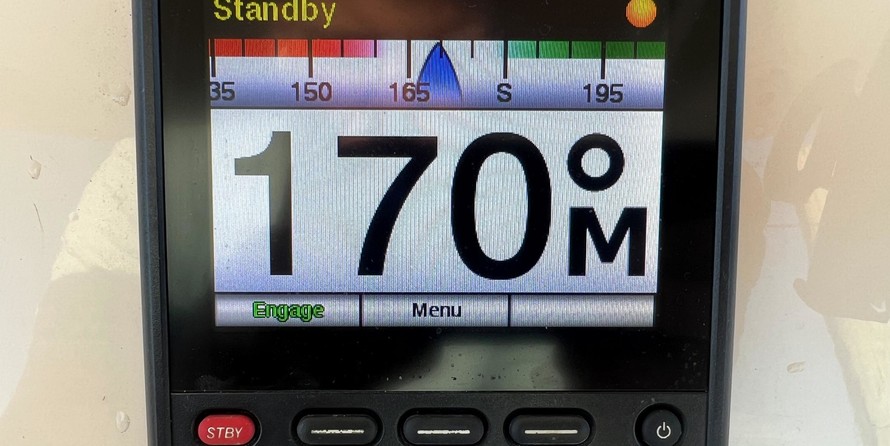 Standby
35 150 165 S 195
170°M
Engage Menu
STBY